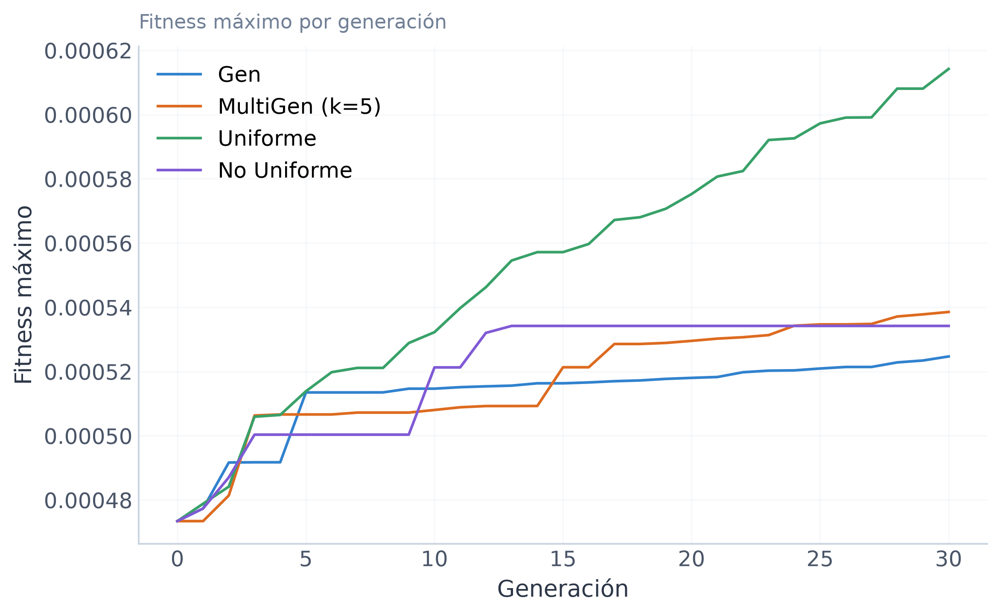 Fitness máximo por generación
0.00062
0.00060
0.00058
0.00056
0.00054
0.00052
0.00050
0.00048
Fitness máximo
Gen
MultiGen (k=5)
Uniforme
No Uniforme
0 5 10 15 20 25 30
Generación